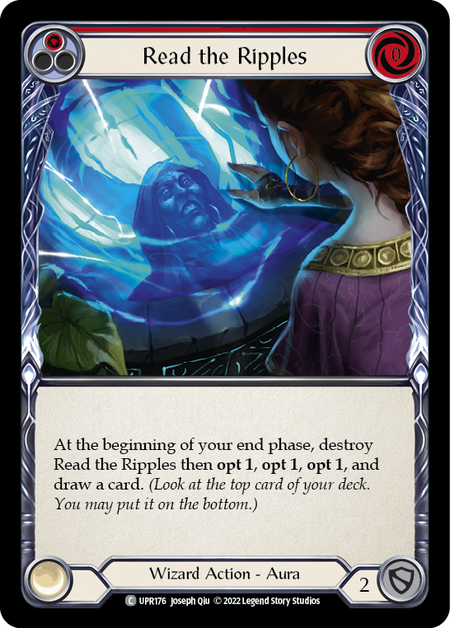 Read the Ripples
0
At the beginning of your end phase, destroy
Read the Ripples then opt 1, opt 1, opt 1, and
draw a card. (Look at the top card of your deck.
You may put it on the bottom.)
Wizard Action - Aura
2
C UPR176 Joseph Qiu © 2022 Legend Story Studios